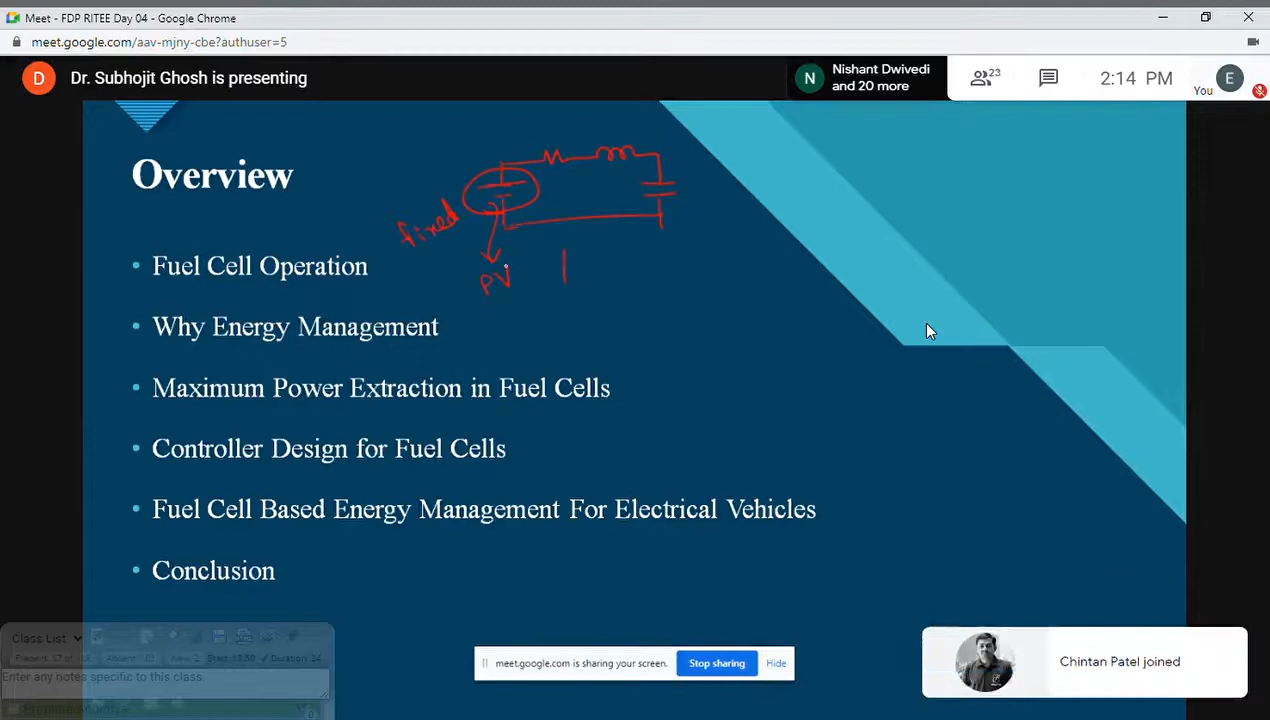 Meet - FDP RITEE Day 04 - Google Chrome
meet.google.com/aav-mjny-cbe?authuser=5
D Dr. Subhojit Ghosh is presenting
N Nishant Dwivedi
and 20 more
23
2:14 PM
You
E
Overview
fixed
PV
• Fuel Cell Operation
• Why Energy Management
• Maximum Power Extraction in Fuel Cells
• Controller Design for Fuel Cells
• Fuel Cell Based Energy Management For Electrical Vehicles
• Conclusion
Class List
Enter any notes specific to this class
meet.google.com is sharing your screen. Stop sharing Hide
Chintan Patel joined